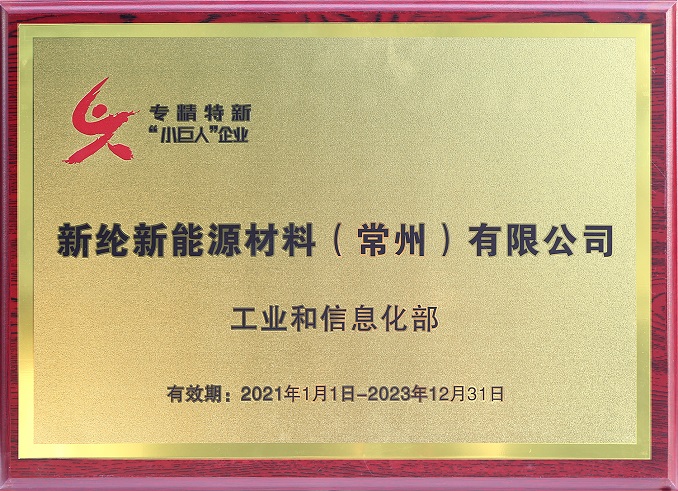 专精特新
“小巨人”企业
新纶新能源材料（常州）有限公司
工业和信息化部
有效期：2021年1月1日-2023年12月31日